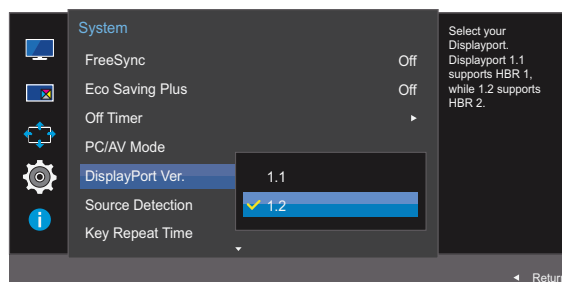 System
FreeSync Off
Eco Saving Plus Off
Off Timer
PC/AV Mode
DisplayPort Ver. 1.1
1.2
Source Detection
Key Repeat Time
Select your
Displayport.
Displayport 1.1
supports HBR 1,
while 1.2 supports
HBR 2.
Return